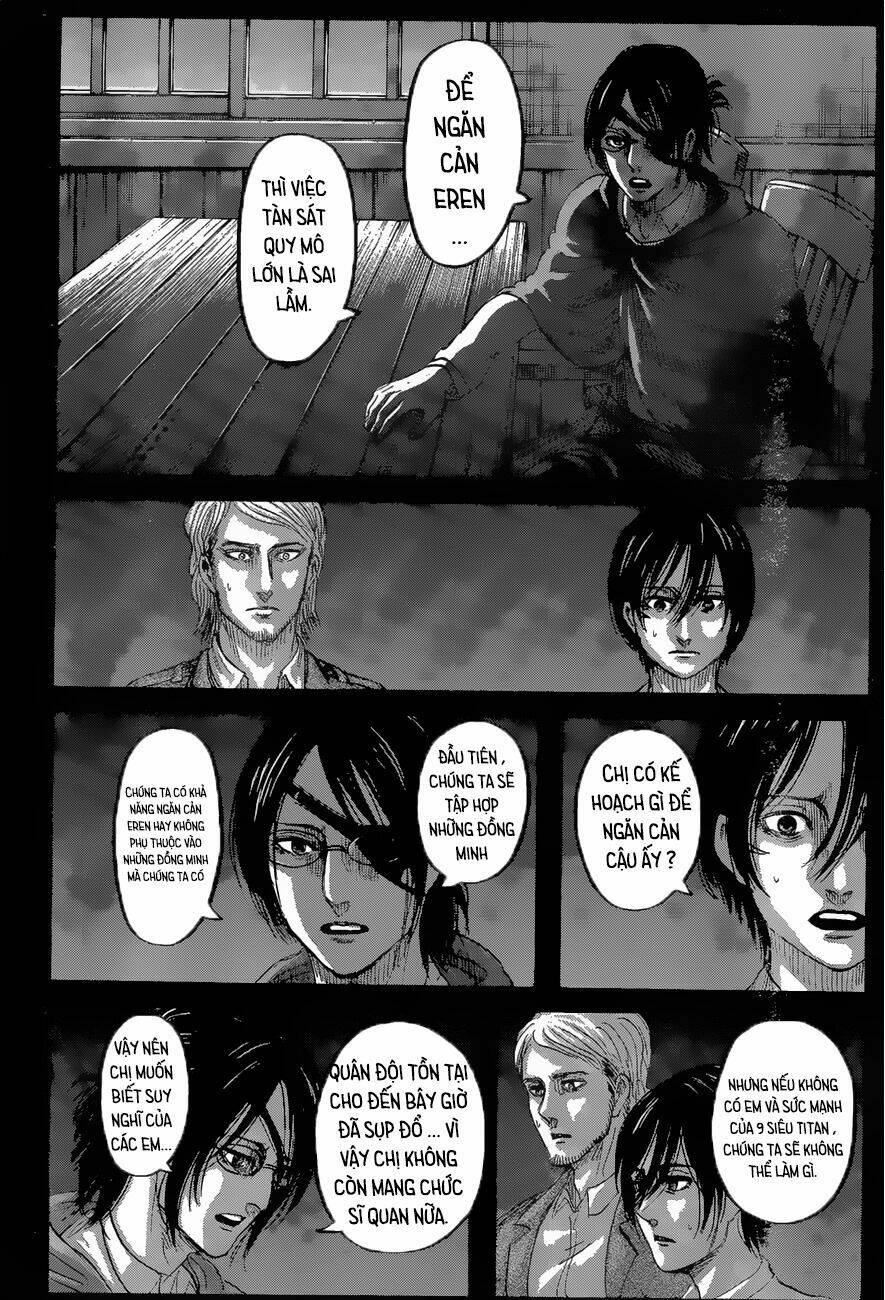 ĐỂ
NGĂN
CẢN
EREN
...
THÌ VIỆC
TÀN SÁT
QUY MÔ
LỚN LÀ SAI
LẦM.
CHỊ CÓ KẾ
HOẠCH GÌ ĐỂ
NGĂN CẢN
CẬU ẤY ?
ĐẦU TIÊN ,
CHÚNG TA SẼ
TẬP HỢP
NHỮNG ĐỒNG
MINH
CHÚNG TA CÓ KHẢ
NĂNG NGĂN CẢN
EREN HAY KHÔNG
PHỤ THUỘC VÀO
NHỮNG ĐỒNG MINH
MÀ CHÚNG TA CÓ
NHƯNG NẾU KHÔNG
CÓ EM VÀ SỨC MẠNH
CỦA 9 SIÊU TITAN ,
CHÚNG TA SẼ KHÔNG
THỂ LÀM GÌ.
QUÂN ĐỘI TỒN TẠI
CHO ĐẾN BÂY GIỜ
ĐÃ SỤP ĐỔ ... VÌ
VẬY CHỊ KHÔNG
CÒN MANG CHỨC
SĨ QUAN NỮA.
VẬY NÊN
CHỊ MUỐN
BIẾT SUY
NGHĨ CỦA
CÁC EM...